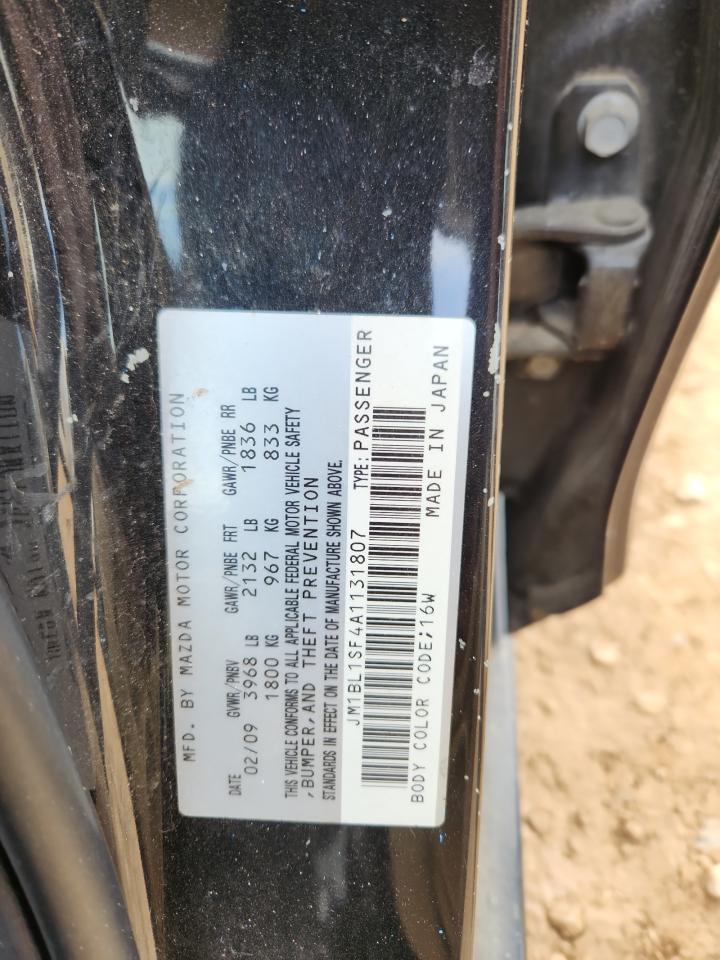 MFD. BY MAZDA MOTOR CORPORATION
DATE GVWR/PNBV GAWR/PNBE FRT GAWR/PNBE RR
02/09 3968 LB 2132 LB 1836 LB
1800 KG 967 KG 833 KG
THIS VEHICLE CONFORMS TO ALL APPLICABLE FEDERAL MOTOR VEHICLE SAFETY
,BUMPER,AND THEFT PREVENTION
STANDARDS IN EFFECT ON THE DATE OF MANUFACTURE SHOWN ABOVE.
JM1BL1SF4A1131807 TYPE: PASSENGER
BODY COLOR CODE;16W MADE IN JAPAN